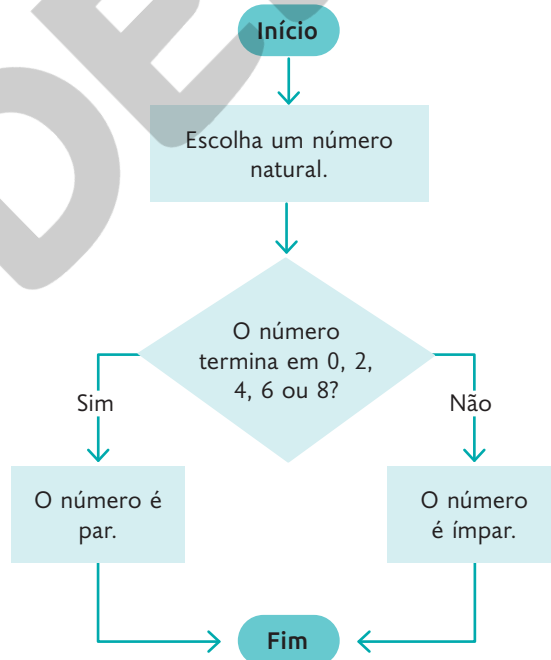 Início
Escolha um número
natural.
O número
termina em 0, 2,
4, 6 ou 8?
Sim
Não
O número é
par.
O número
é ímpar.
Fim